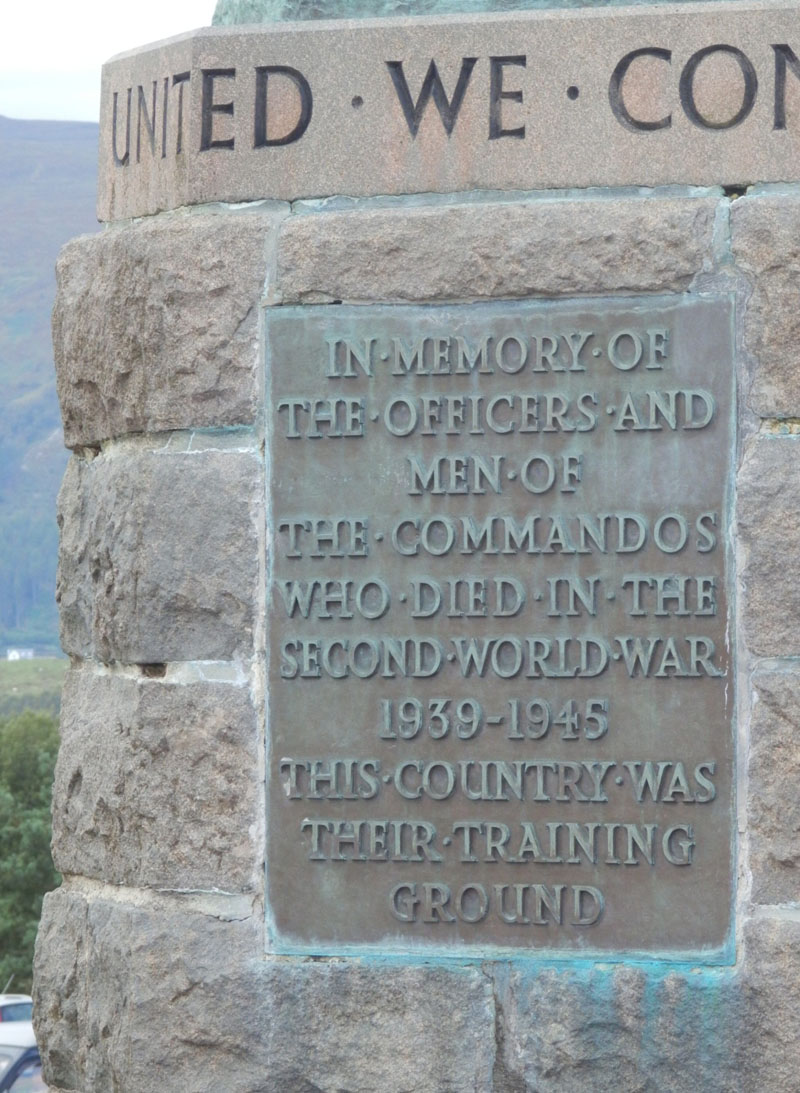 UNITED · WE · CON
IN · MEMORY · OF
THE · OFFICERS · AND
MEN · OF
THE · COMMANDOS
WHO · DIED · IN · THE
SECOND · WORLD · WAR
1939-1945
THIS · COUNTRY · WAS
THEIR · TRAINING
GROUND